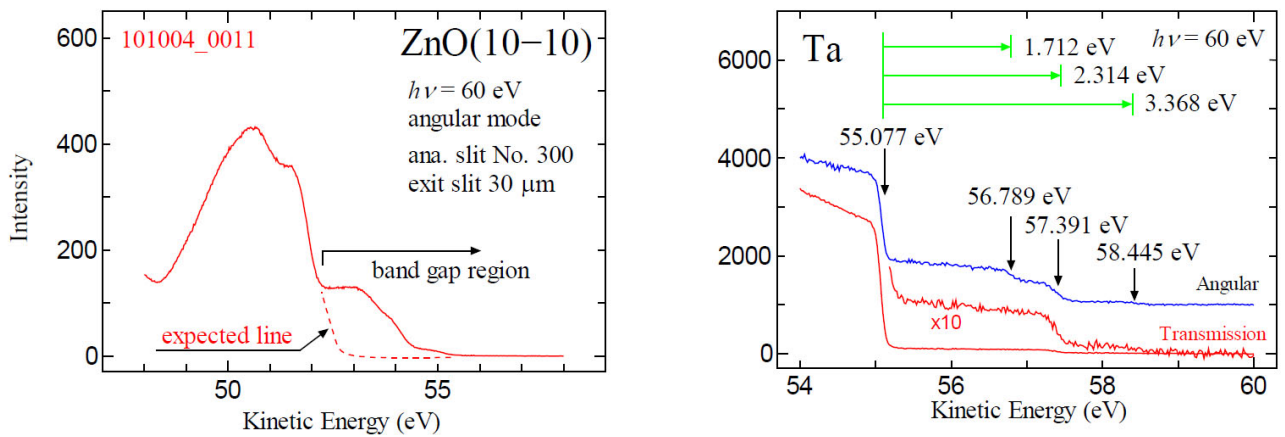 600
101004_0011
ZnO(10−10)
hν = 60 eV
angular mode
ana. slit No. 300
exit slit 30 μm
400
Intensity
200
band gap region
expected line
0
50
55
Kinetic Energy (eV)
Ta
hν = 60 eV
6000
1.712 eV
2.314 eV
3.368 eV
55.077 eV
4000
56.789 eV
57.391 eV
58.445 eV
2000
Angular
x10
Transmission
0
54
56
58
60
Kinetic Energy (eV)